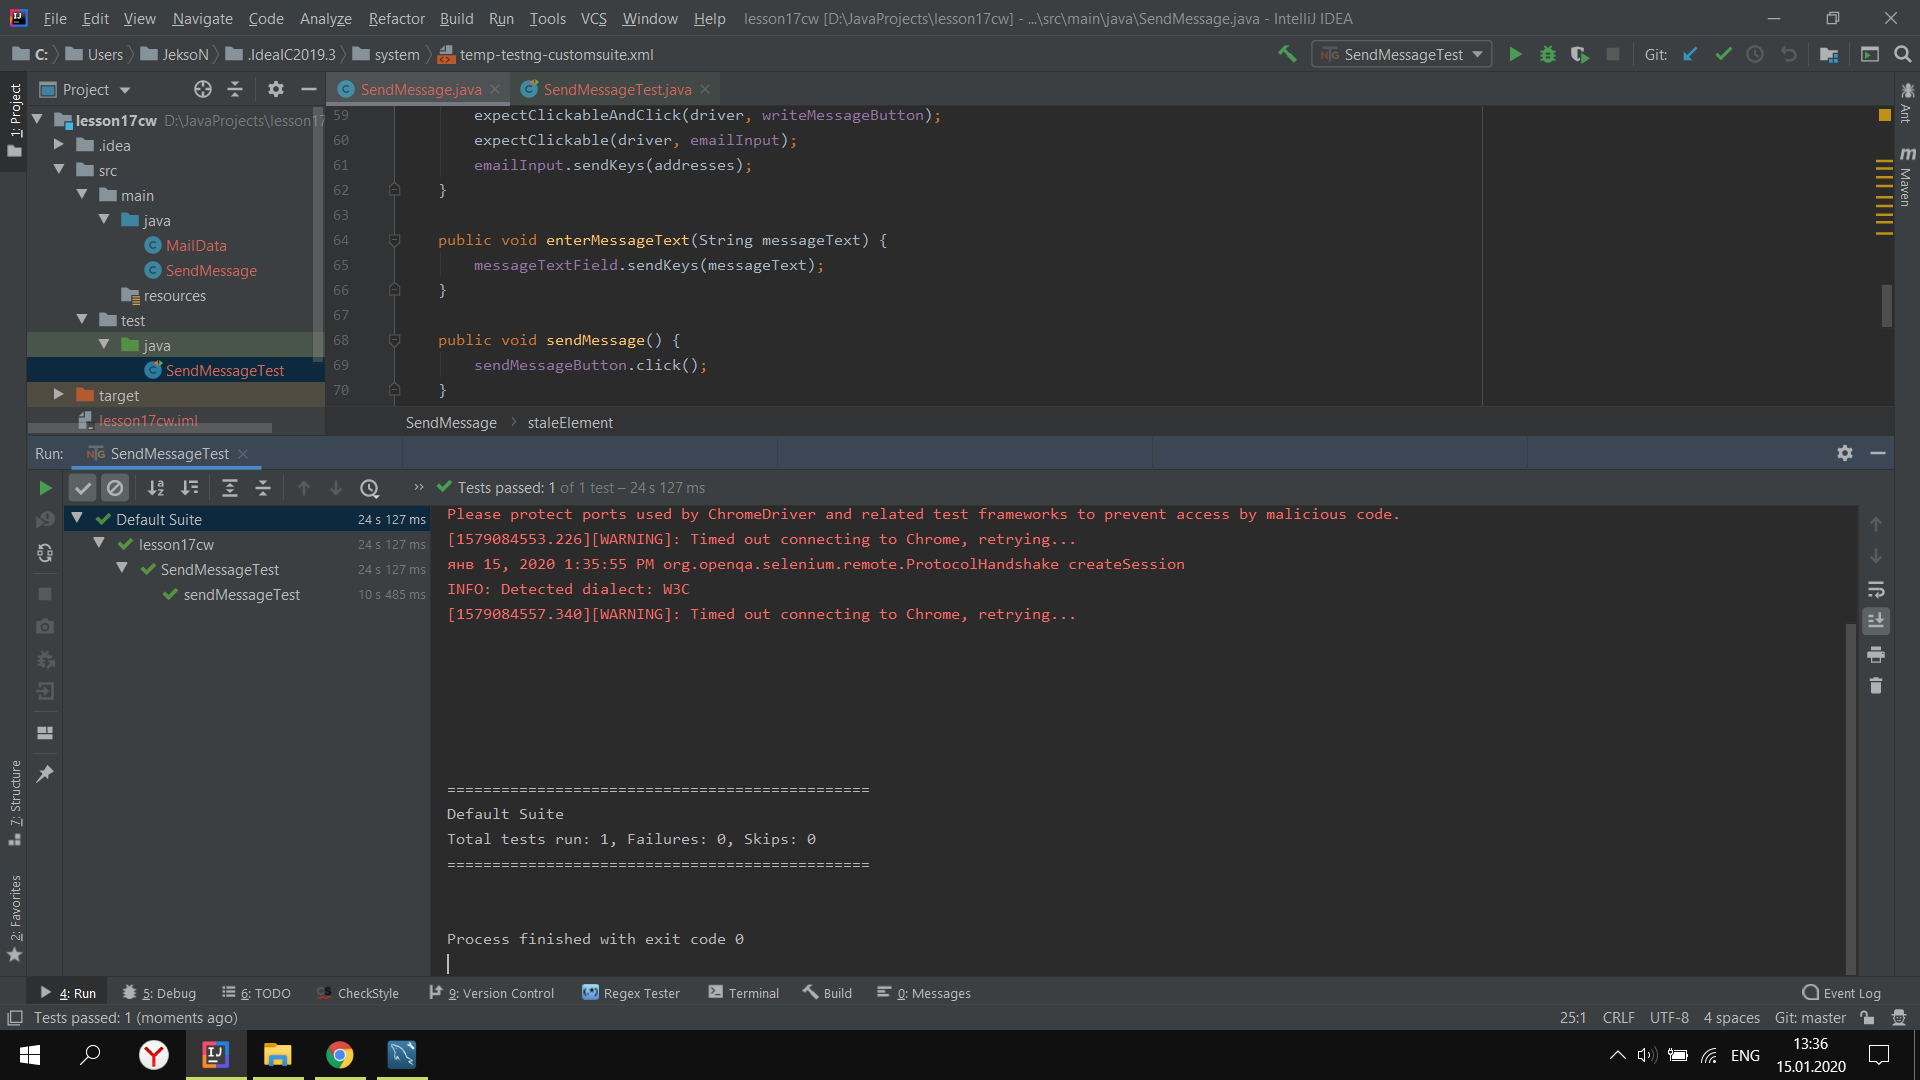 File Edit View Navigate Code Analyze Refactor Build Run Tools VCS Window Help lesson17cw [D:\JavaProjects\lesson17cw] - ...\src\main\java\SendMessage.java - IntelliJ IDEA
C: Users JeksoN .IdeaIC2019.3 system temp-testng-customsuite.xml SendMessageTest Git:
1: Project
Project
SendMessage.java SendMessageTest.java
Ant
Maven
lesson17cw D:\JavaProjects\lesson17
.idea
src
main
java
MailData
SendMessage
resources
test
java
SendMessageTest
target
lesson17cw.iml
59 expectClickableAndClick(driver, writeMessageButton);
60 expectClickable(driver, emailInput);
61 emailInput.sendKeys(addresses);
62 }
63
64 public void enterMessageText(String messageText) {
65 messageTextField.sendKeys(messageText);
66 }
67
68 public void sendMessage() {
69 sendMessageButton.click();
70 }
SendMessage > staleElement
Run: SendMessageTest
Tests passed: 1 of 1 test – 24 s 127 ms
Default Suite 24 s 127 ms
lesson17cw 24 s 127 ms
SendMessageTest 24 s 127 ms
sendMessageTest 10 s 485 ms
Please protect ports used by ChromeDriver and related test frameworks to prevent access by malicious code.
[1579084553.226][WARNING]: Timed out connecting to Chrome, retrying...
янв 15, 2020 1:35:55 PM org.openqa.selenium.remote.ProtocolHandshake createSession
INFO: Detected dialect: W3C
[1579084557.340][WARNING]: Timed out connecting to Chrome, retrying...
===============================================
Default Suite
Total tests run: 1, Failures: 0, Skips: 0
===============================================
Process finished with exit code 0
7: Structure
2: Favorites
4: Run 5: Debug 6: TODO CheckStyle 9: Version Control Regex Tester Terminal Build 0: Messages Event Log
Tests passed: 1 (moments ago) 25:1 CRLF UTF-8 4 spaces Git: master
ENG 13:36
15.01.2020